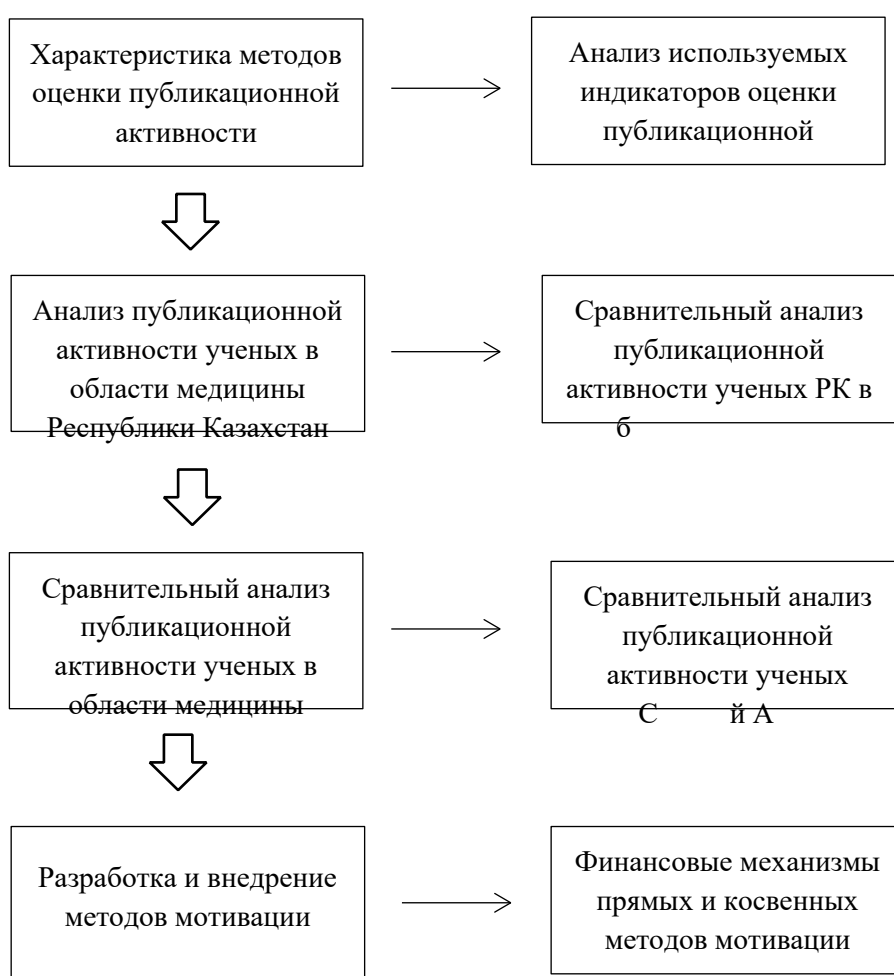 Характеристика методов
оценки публикационной
активности
Анализ используемых
индикаторов оценки
публикационной
Анализ публикационной
активности ученых в
области медицины
Республики Казахстан
Сравнительный анализ
публикационной
активности ученых РК в
б
Сравнительный анализ
публикационной
активности ученых в
области медицины
Сравнительный анализ
публикационной
активности ученых
С й А
Разработка и внедрение
методов мотивации
Финансовые механизмы
прямых и косвенных
методов мотивации